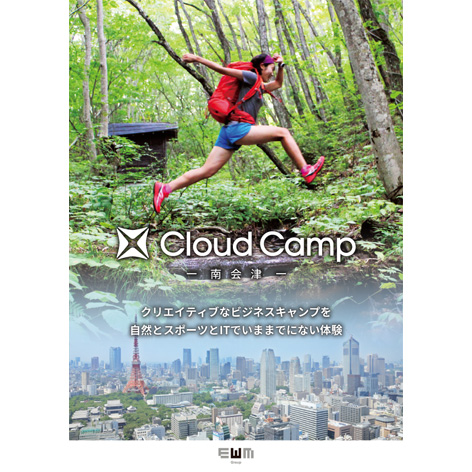 Cloud Camp
— 南会津 —
クリエイティブなビジネスキャンプを
自然とスポーツとITでいままでにない体験
EWM
Group